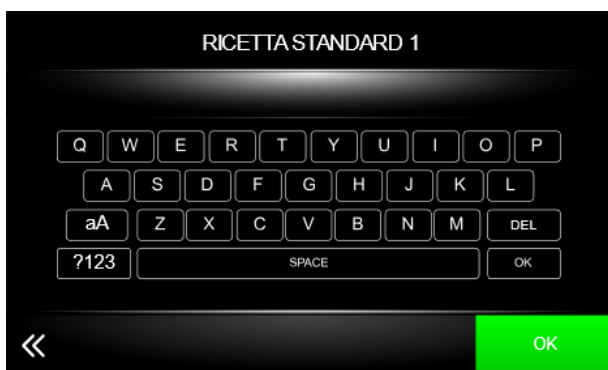 RICETTA STANDARD 1
Q W E R T Y U I O P
A S D F G H J K L
aA Z X C V B N M DEL
?123 SPACE OK
OK